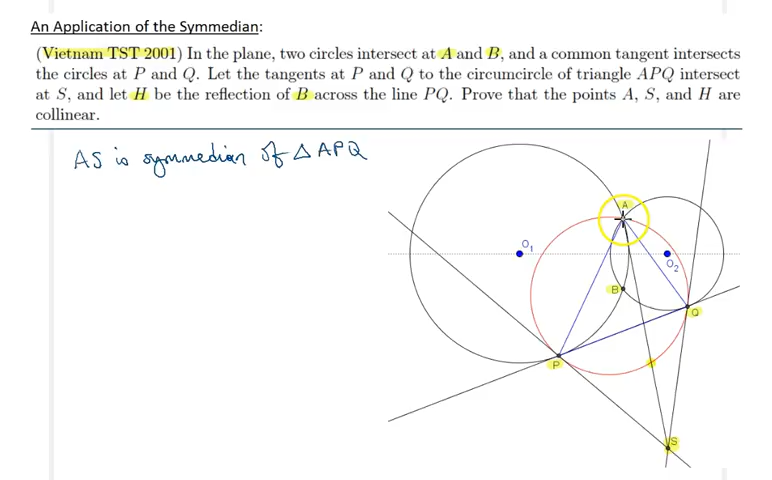 An Application of the Symmedian:
(Vietnam TST 2001) In the plane, two circles intersect at A and B, and a common tangent intersects
the circles at P and Q. Let the tangents at P and Q to the circumcircle of triangle APQ intersect
at S, and let H be the reflection of B across the line PQ. Prove that the points A, S, and H are
collinear.
AS is symmedian of △APQ
A
O₁
O₂
B
Q
P
S